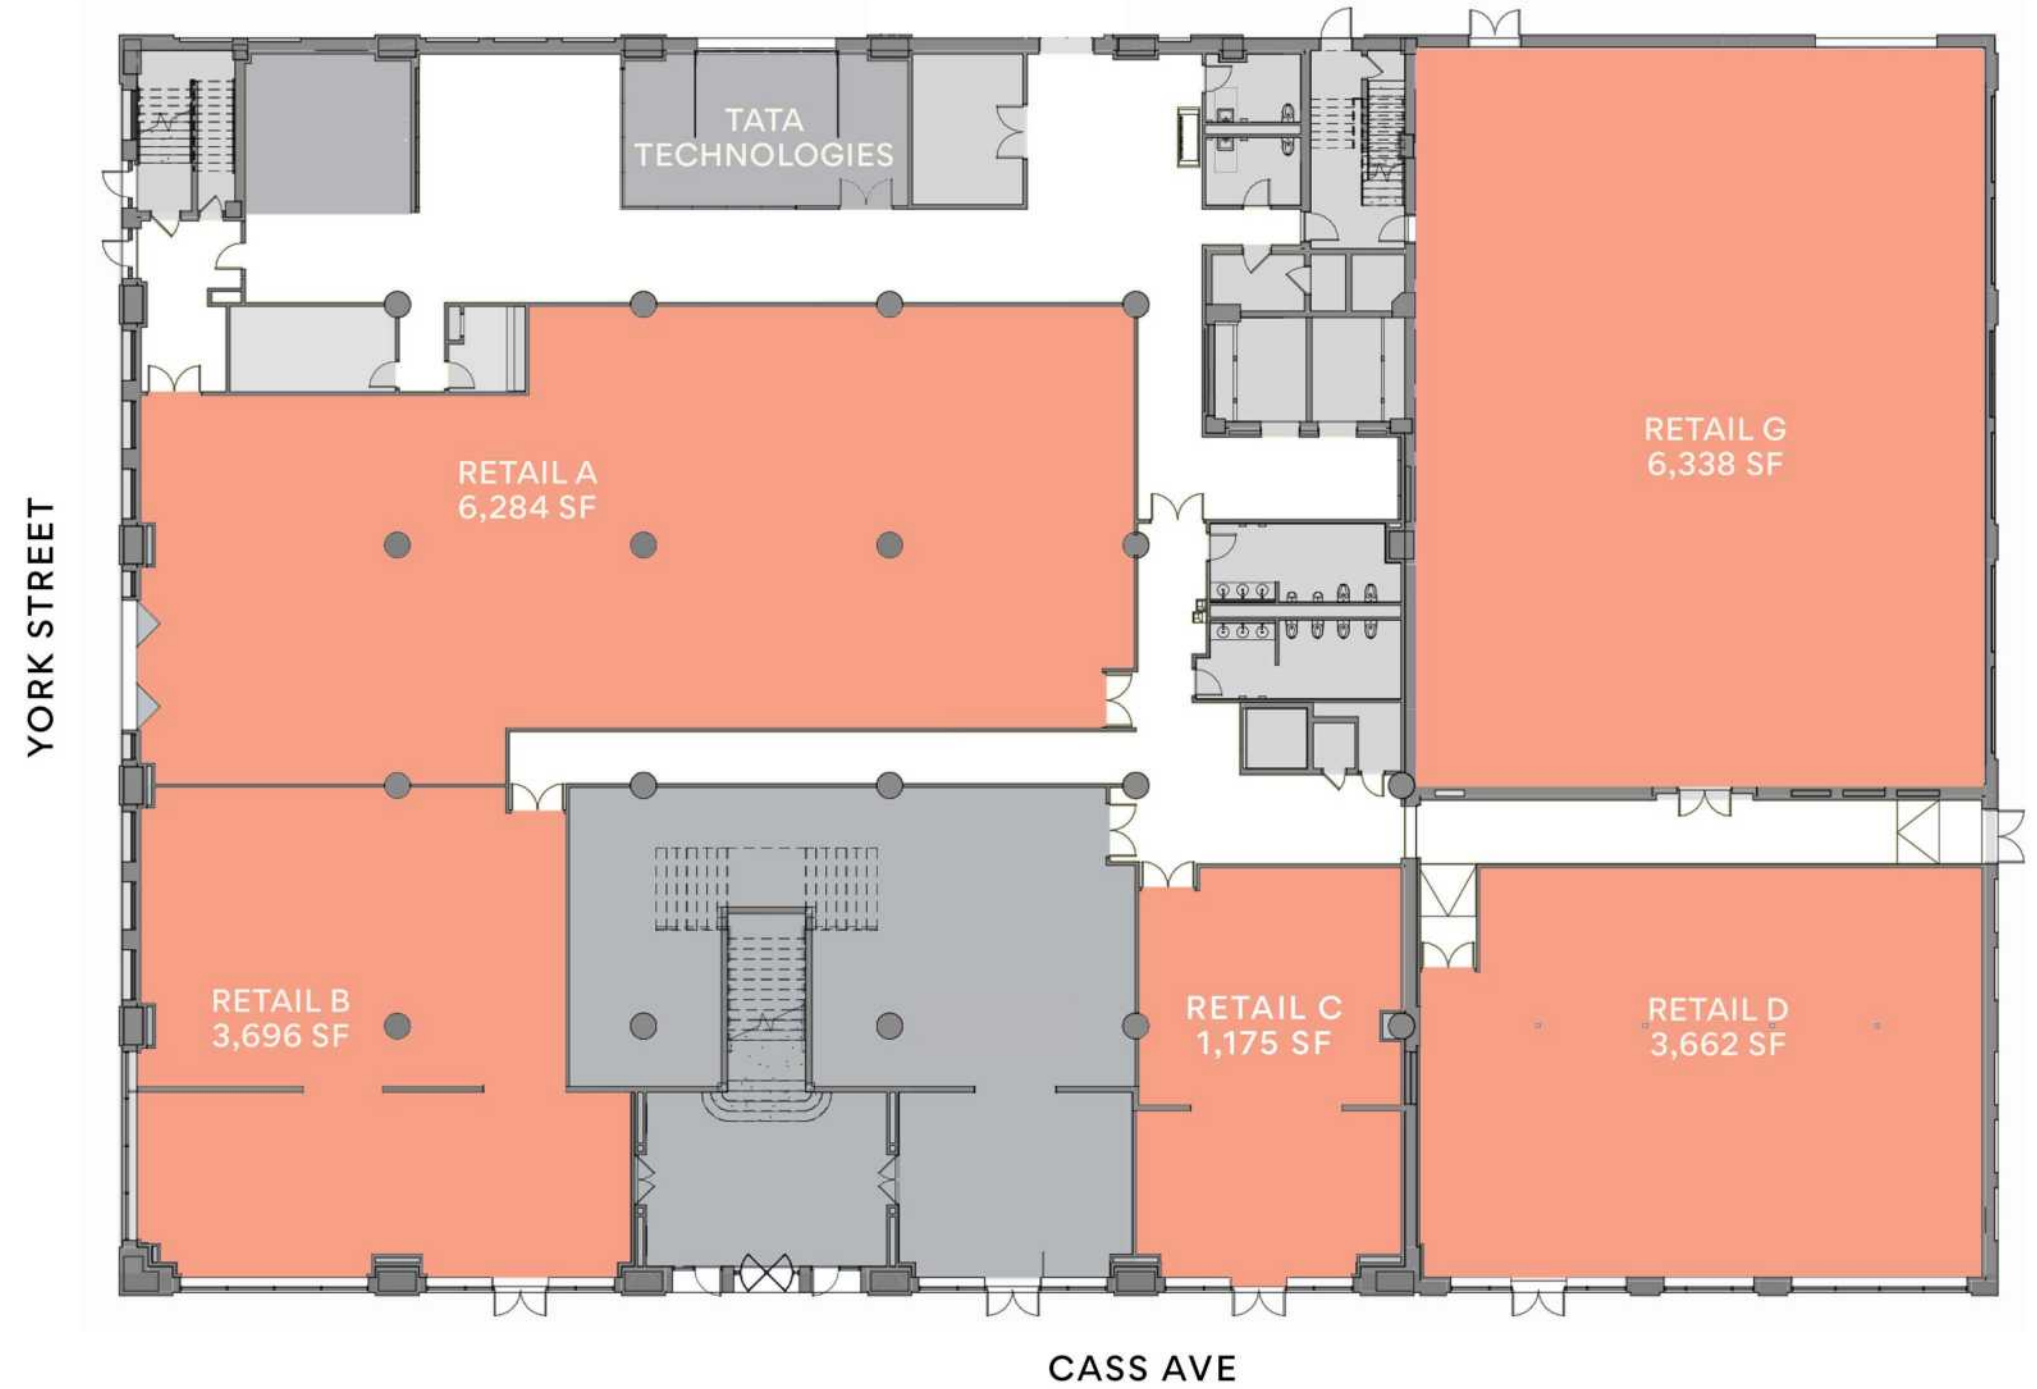 TATA
TECHNOLOGIES
RETAIL G
6,338 SF
RETAIL A
6,284 SF
YORK STREET
RETAIL B
3,696 SF
RETAIL C
1,175 SF
RETAIL D
3,662 SF
CASS AVE